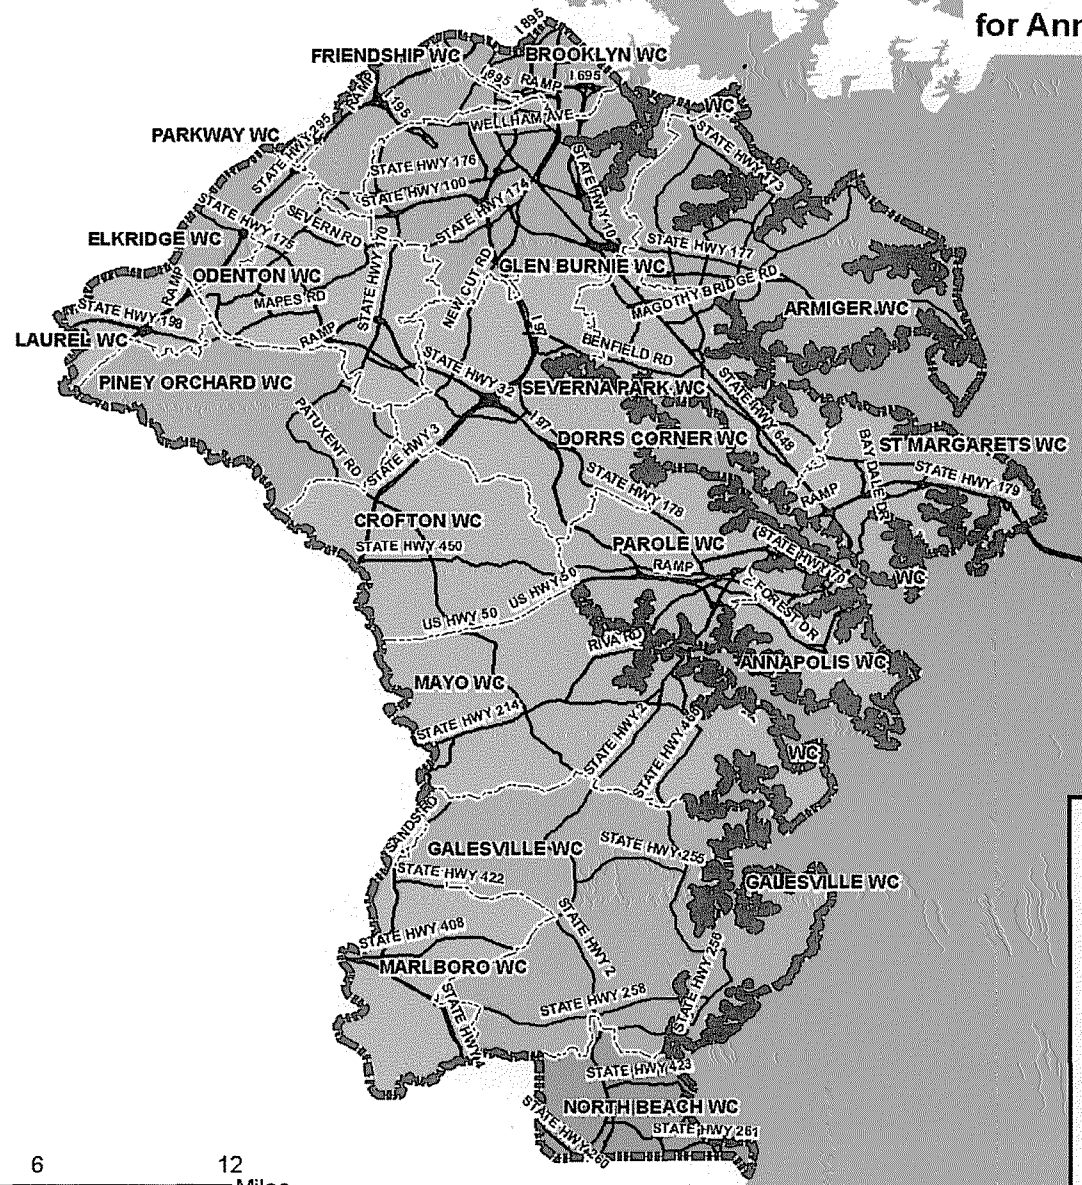 for Ann
I 895
FRIENDSHIP WC
BROOKLYN WC
I 695
RAMP
I 695
RAMP
I 195
WC
WELLHAM AVE
PARKWAY WC
STATE HWY 295
STATE HWY 173
STATE HWY 176
STATE HWY 10
STATE HWY 100
STATE HWY 174
STATE HWY 175
SEVERN RD
STATE HWY 170
ELKRIDGE WC
STATE HWY 177
NEW CUT RD
GLEN BURNIE WC
ODENTON WC
RAMP
MAGOTHY BRIDGE RD
MAPES RD
STATE HWY 198
ARMIGER WC
I 97
RAMP
LAUREL WC
BENFIELD RD
PINEY ORCHARD WC
STATE HWY 32
SEVERNA PARK WC
STATE HWY 648
PATUXENT RD
I 97
DORRS CORNER WC
ST MARGARETS WC
STATE HWY 3
BAY DALE DR
STATE HWY 179
STATE HWY 178
RAMP
CROFTON WC
STATE HWY 450
PAROLE WC
STATE HWY 70
RAMP
WC
US HWY 50
US HWY 50
FOREST DR
RIVA RD
ANNAPOLIS WC
MAYO WC
STATE HWY 214
STATE HWY 2
STATE HWY 468
WC
SANDS RD
GALESVILLE WC
STATE HWY 255
STATE HWY 422
GALESVILLE WC
STATE HWY 408
STATE HWY 2
STATE HWY 256
MARLBORO WC
STATE HWY 258
STATE HWY 4
STATE HWY 423
NORTH BEACH WC
STATE HWY 260
STATE HWY 261
6
12
Miles